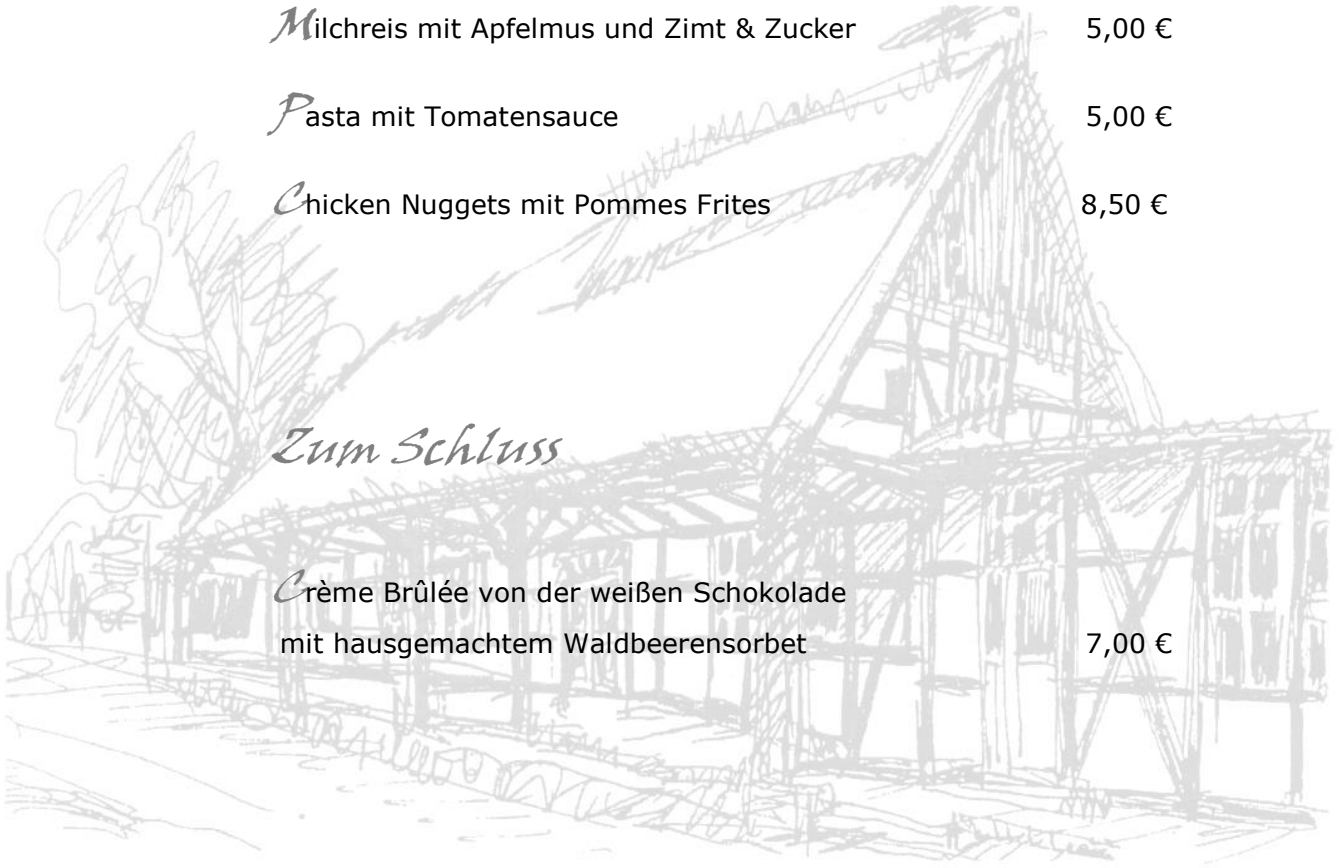 Milchreis mit Apfelmus und Zimt & Zucker 5,00 €
Pasta mit Tomatensauce 5,00 €
Chicken Nuggets mit Pommes Frites 8,50 €
Zum Schluss
Crème Brûlée von der weißen Schokolade
mit hausgemachtem Waldbeerensorbet 7,00 €